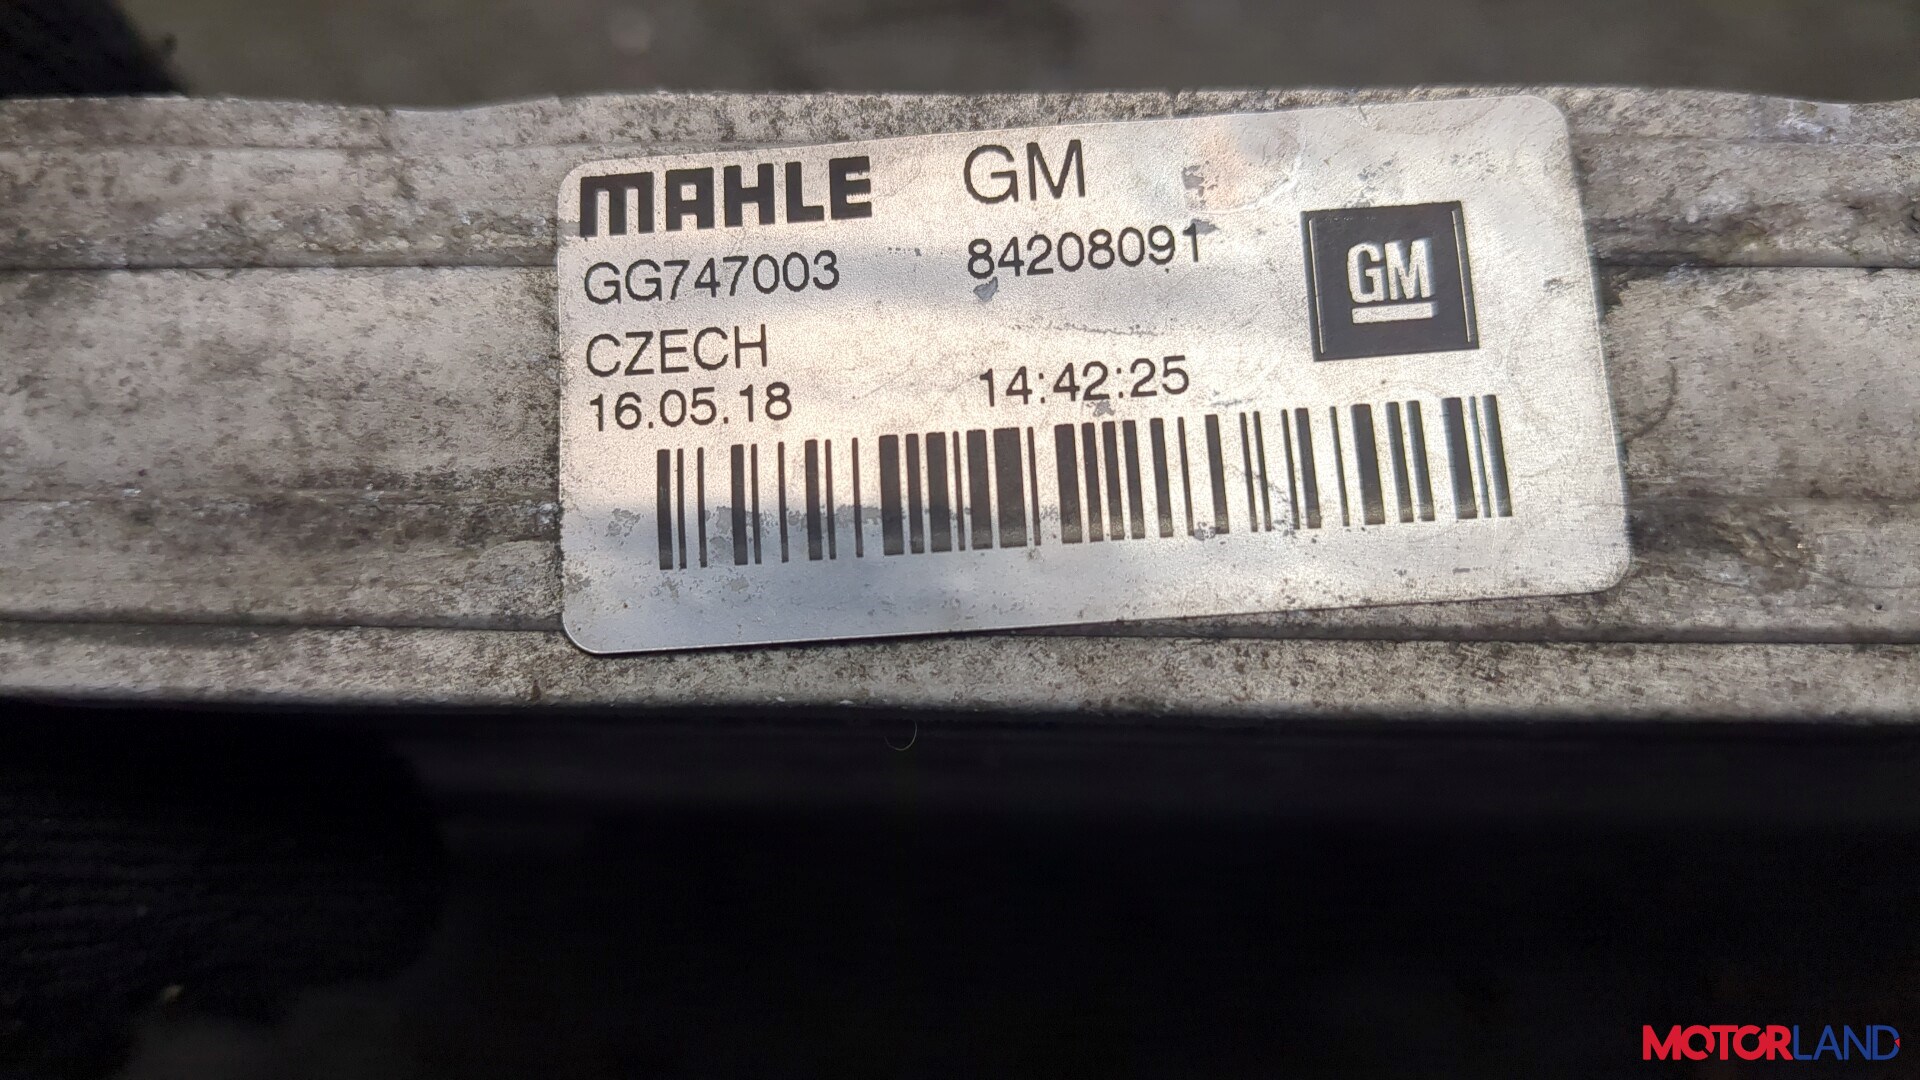 MAHLE GM
GG747003 84208091
GM
CZECH
16.05.18 14:42:25
MOTORLAND